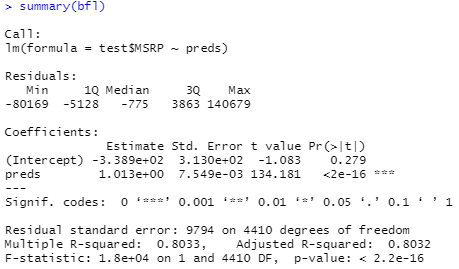 > summary(bfl)
Call:
lm(formula = test$MSRP ~ preds)
Residuals:
Min 1Q Median 3Q Max
-80169 -5128 -775 3863 140679
Coefficients:
Estimate Std. Error t value Pr(>|t|)
(Intercept) -3.389e+02 3.130e+02 -1.083 0.279
preds 1.013e+00 7.549e-03 134.181 <2e-16 ***
---
Signif. codes: 0 ‘***’ 0.001 ‘**’ 0.01 ‘*’ 0.05 ‘.’ 0.1 ‘ ’ 1
Residual standard error: 9794 on 4410 degrees of freedom
Multiple R-squared: 0.8033, Adjusted R-squared: 0.8032
F-statistic: 1.8e+04 on 1 and 4410 DF, p-value: < 2.2e-16